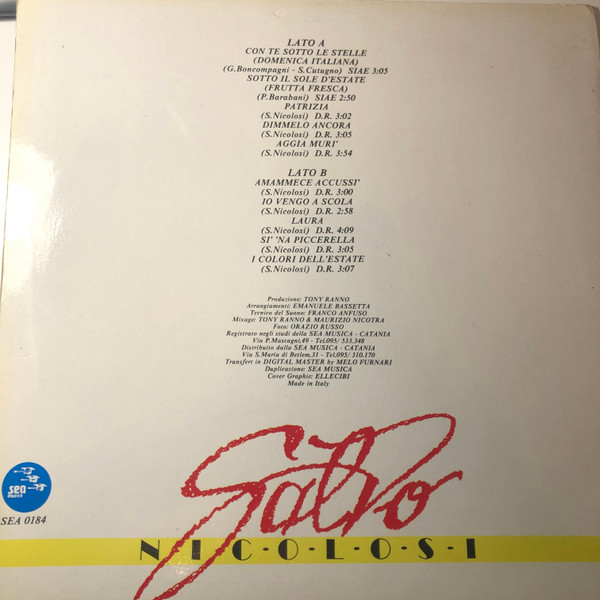 LATO A
CON TE SOTTO LE STELLE
(DOMENICA ITALIANA)
(G.Boncompagni - S.Cutugno) SIAE 3:05
SOTTO IL SOLE D'ESTATE
(FRUTTA FRESCA)
(P.Barabani) SIAE 2:50
PATRIZIA
(S.Nicolosi) D.R. 3:02
DIMMELO ANCORA
(S.Nicolosi) D.R. 3:05
AGGIA MURI'
(S.Nicolosi) D.R. 3:54
LATO B
AMAMMECE ACCUSSI'
(S.Nicolosi) D.R. 3:00
IO VENGO A SCOLA
(S.Nicolosi) D.R. 2:58
LAURA
(S.Nicolosi) D.R. 4:09
SI' 'NA PICCERELLA
(S.Nicolosi) D.R. 3:05
I COLORI DELL'ESTATE
(S.Nicolosi) D.R. 3:07
Produzione: TONY RANNO
Arrangiamenti: EMANUELE BASSETTA
Tecnico del Suono: FRANCO ANFUSO
Mixage: TONY RANNO & MAURIZIO NICOTRA
Foto: ORAZIO RUSSO
Registrato negli studi della SEA MUSICA - CATANIA
Via P.Mascagni,49 - Tel.095/ 533.348
Distribuito dalla SEA MUSICA - CATANIA
Via S.Maria di Betlem,31 - Tel.095/ 310.170
Transfert in DIGITAL MASTER by MELO FURNARI
Duplicazione: SEA MUSICA
Cover Graphic: ELLECIBI
Made in Italy
Salvo
N·I·C·O·L·O·S·I
sea
musica
SEA 0184